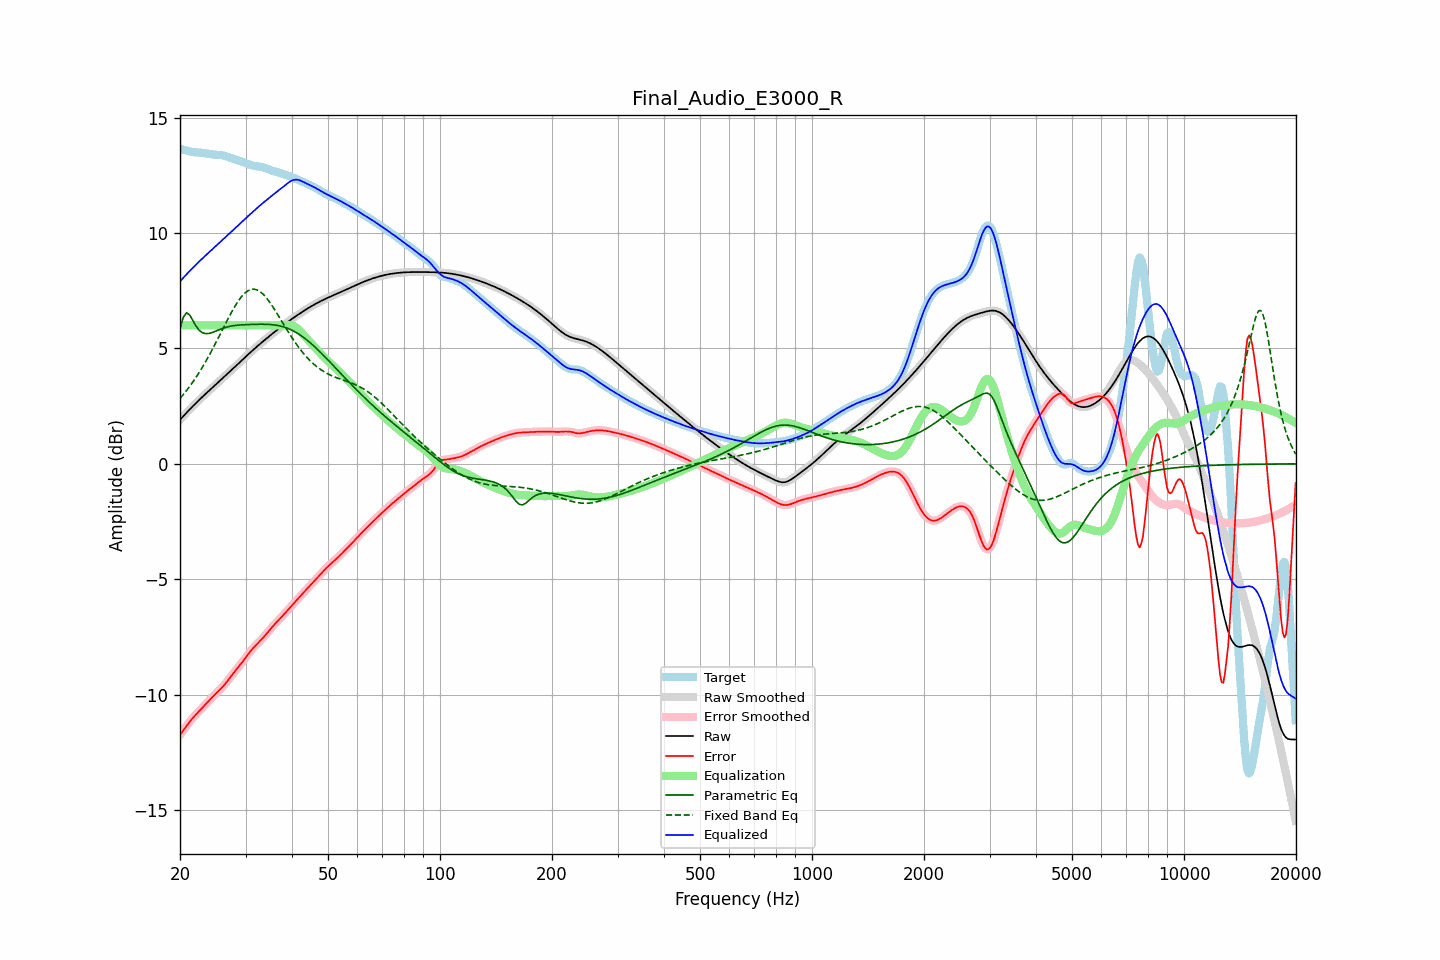 Final_Audio_E3000_R
15
10
5
0
−5
−10
−15
Amplitude (dBr)
Target
Raw Smoothed
Error Smoothed
Raw
Error
Equalization
Parametric Eq
Fixed Band Eq
Equalized
20 50 100 200 500 1000 2000 5000 10000 20000
Frequency (Hz)